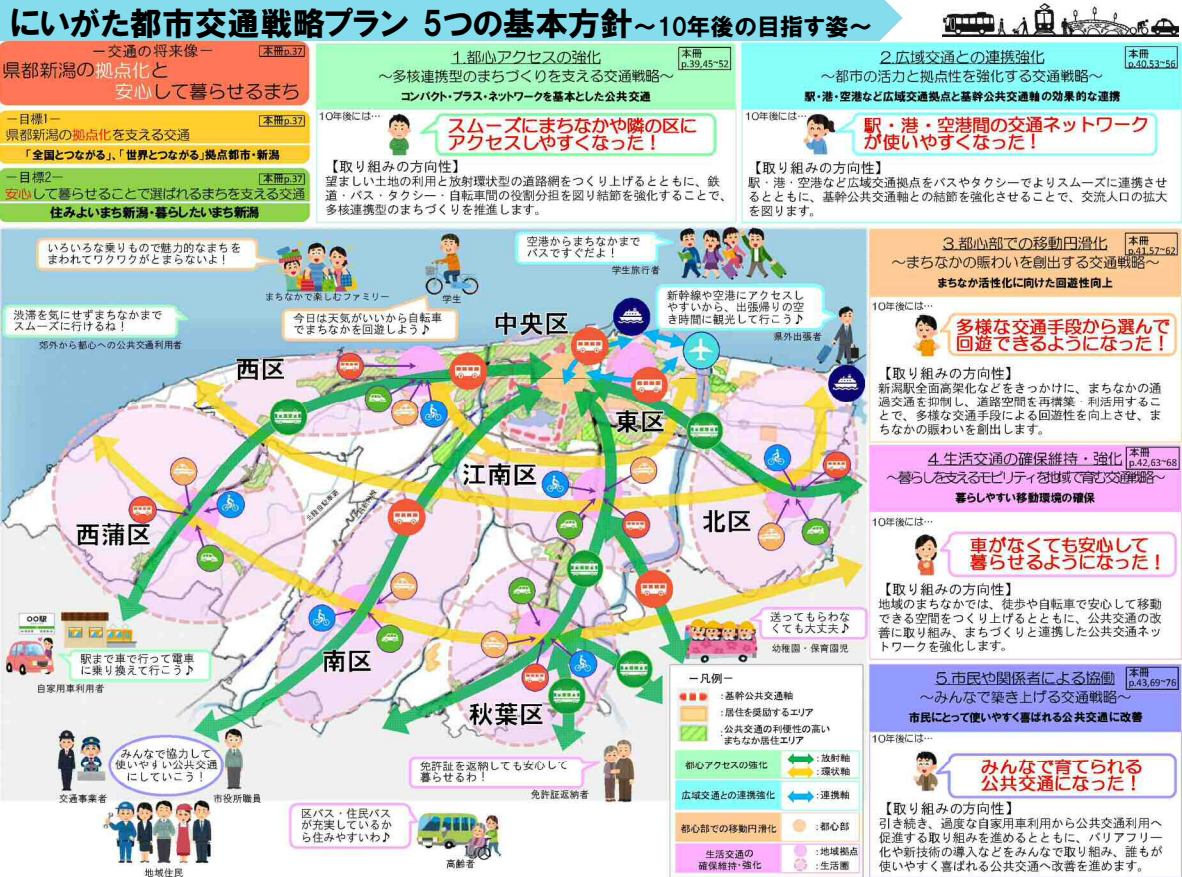 にいがた都市交通戦略プラン 5つの基本方針~10年後の目指す姿~
ー交通の将来像ー
本冊p.37
県都新潟の拠点化と
安心して暮らせるまち
ー目標1ー
本冊p.37
県都新潟の拠点化を支える交通
「全国とつながる」、「世界とつながる」拠点都市・新潟
ー目標2ー
本冊p.37
安心して暮らせることで選ばれるまちを支える交通
住みよいまち新潟・暮らしたいまち新潟
1.都心アクセスの強化
本冊
p.39,45~52
~多核連携型のまちづくりを支える交通戦略~
コンパクト・プラス・ネットワークを基本とした公共交通
10年後には…
スムーズにまちなかや隣の区に
アクセスしやすくなった!
【取り組みの方向性】
望ましい土地の利用と放射環状型の道路網をつくり上げるとともに、鉄
道・バス・タクシー・自転車間の役割分担を図り結節を強化することで、
多核連携型のまちづくりを推進します。
2.広域交通との連携強化
本冊
p.40,53~56
~都市の活力と拠点性を強化する交通戦略~
駅・港・空港など広域交通拠点と基幹公共交通軸の効果的な連携
10年後には…
駅・港・空港間の交通ネットワーク
が使いやすくなった!
【取り組みの方向性】
駅・港・空港など広域交通拠点をバスやタクシーでよりスムーズに連携させ
るとともに、基幹公共交通軸との結節を強化させることで、交流人口の拡大
を図ります。
3.都心部での移動円滑化
本冊
p.41,57~62
~まちなかの賑わいを創出する交通戦略~
まちなか活性化に向けた回遊性向上
10年後には…
多様な交通手段から選んで
回遊できるようになった!
【取り組みの方向性】
新潟駅全面高架化などをきっかけに、まちなかの通
過交通を抑制し、道路空間を再構築・利活用するこ
とで、多様な交通手段による回遊性を向上させ、ま
ちなかの賑わいを創出します。
4.生活交通の確保維持・強化
本冊
p.42,63~68
~暮らしを支えるモビリティを地域で育む交通戦略~
暮らしやすい移動環境の確保
10年後には…
車がなくても安心して
暮らせるようになった!
【取り組みの方向性】
地域のまちなかでは、徒歩や自転車で安心して移動
できる空間をつくり上げるとともに、公共交通の改
善に取り組み、まちづくりと連携した公共交通ネッ
トワークを強化します。
5.市民や関係者による協働
本冊
p.43,69~76
~みんなで築き上げる交通戦略~
市民にとって使いやすく喜ばれる公共交通に改善
10年後には…
みんなで育てられる
公共交通になった!
【取り組みの方向性】
引き続き、過度な自家用車利用から公共交通利用へ
促進する取り組みを進めるとともに、バリアフリー
化や新技術の導入などをみんなで取り組み、誰もが
使いやすく喜ばれる公共交通へ改善を進めます。
いろいろな乗りもので魅力的なまちを
まわれてワクワクがとまらないよ!
まちなかで楽しむファミリー
学生
空港からまちなかまで
バスですぐだよ!
学生旅行者
渋滞を気にせずまちなかまで
スムーズに行けるね!
郊外から都心への公共交通利用者
今日は天気がいいから自転車
でまちなかを回遊しよう♪
新幹線や空港にアクセスし
やすいから、出張帰りの空
き時間に観光して行こう♪
県外出張者
中央区
西区
東区
江南区
北区
西蒲区
南区
秋葉区
北陸自動車道
〇〇駅
駅まで車で行って電車
に乗り換えて行こう♪
自家用車利用者
送ってもらわな
くても大丈夫♪
幼稚園・保育園児
みんなで協力して
使いやすい公共交通
にしていこう!
交通事業者
市役所職員
地域住民
免許証を返納しても安心して
暮らせるわ!
免許証返納者
区バス・住民バス
が充実しているか
ら住みやすいわ♪
高齢者
ー凡例ー
:基幹公共交通軸
:居住を奨励するエリア
:公共交通の利便性の高い
まちなか居住エリア
都心アクセスの強化
:放射軸
:環状軸
広域交通との連携強化
:連携軸
都心部での移動円滑化
:都心部
生活交通の
確保維持・強化
:地域拠点
:生活圏